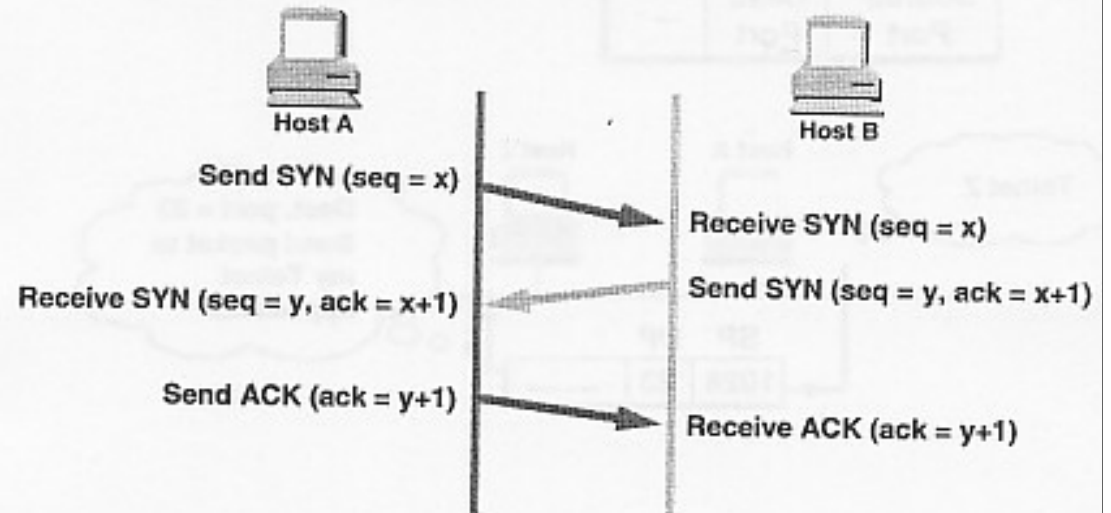 Host A
Host B
Send SYN (seq = x)
Receive SYN (seq = x)
Send SYN (seq = y, ack = x+1)
Receive SYN (seq = y, ack = x+1)
Send ACK (ack = y+1)
Receive ACK (ack = y+1)